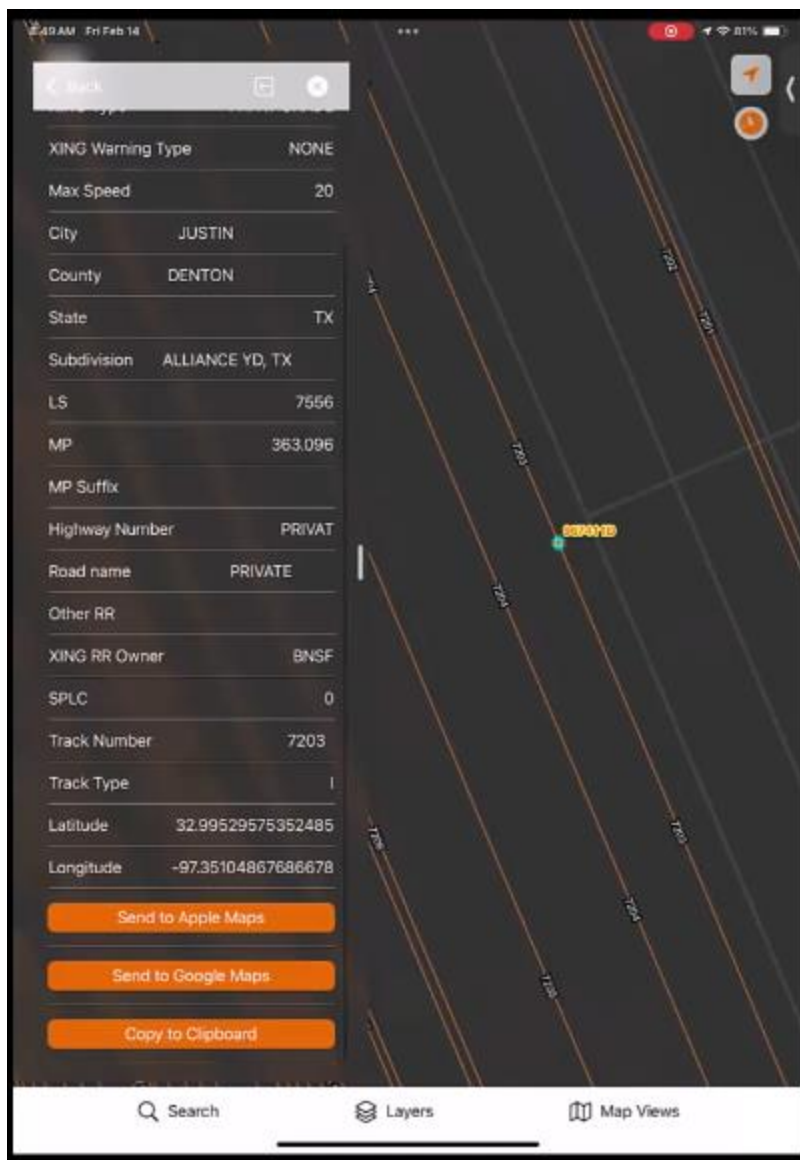 Fri Feb 14
81%
Back
XING Warning Type NONE
Max Speed 20
City JUSTIN
County DENTON
State TX
Subdivision ALLIANCE YD, TX
LS 7556
MP 363.096
MP Suffix
Highway Number PRIVAT
Road name PRIVATE
Other RR
XING RR Owner BNSF
SPLC 0
Track Number 7203
Track Type I
Latitude 32.99529575352485
Longitude -97.35104867686678
Send to Apple Maps
Send to Google Maps
Copy to Clipboard
7202
7201
7203
7204
7203
7204
Search
Layers
Map Views